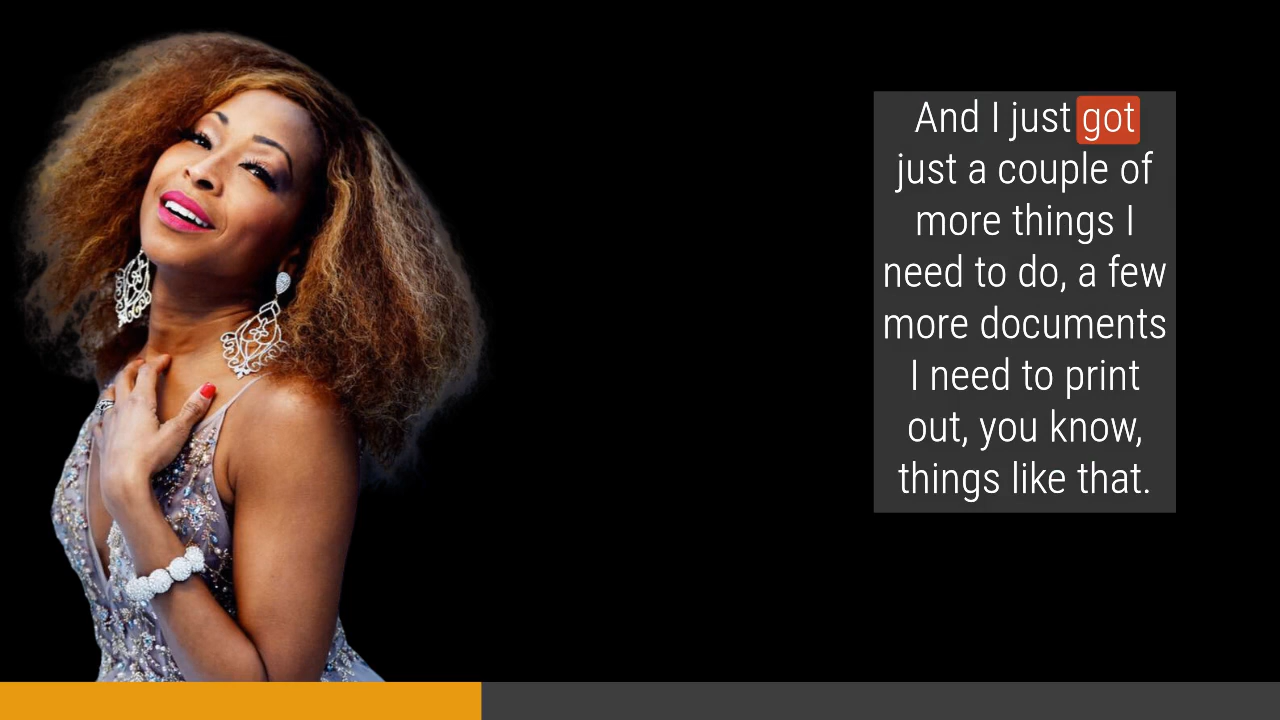 And I just got
just a couple of
more things I
need to do, a few
more documents
I need to print
out, you know,
things like that.